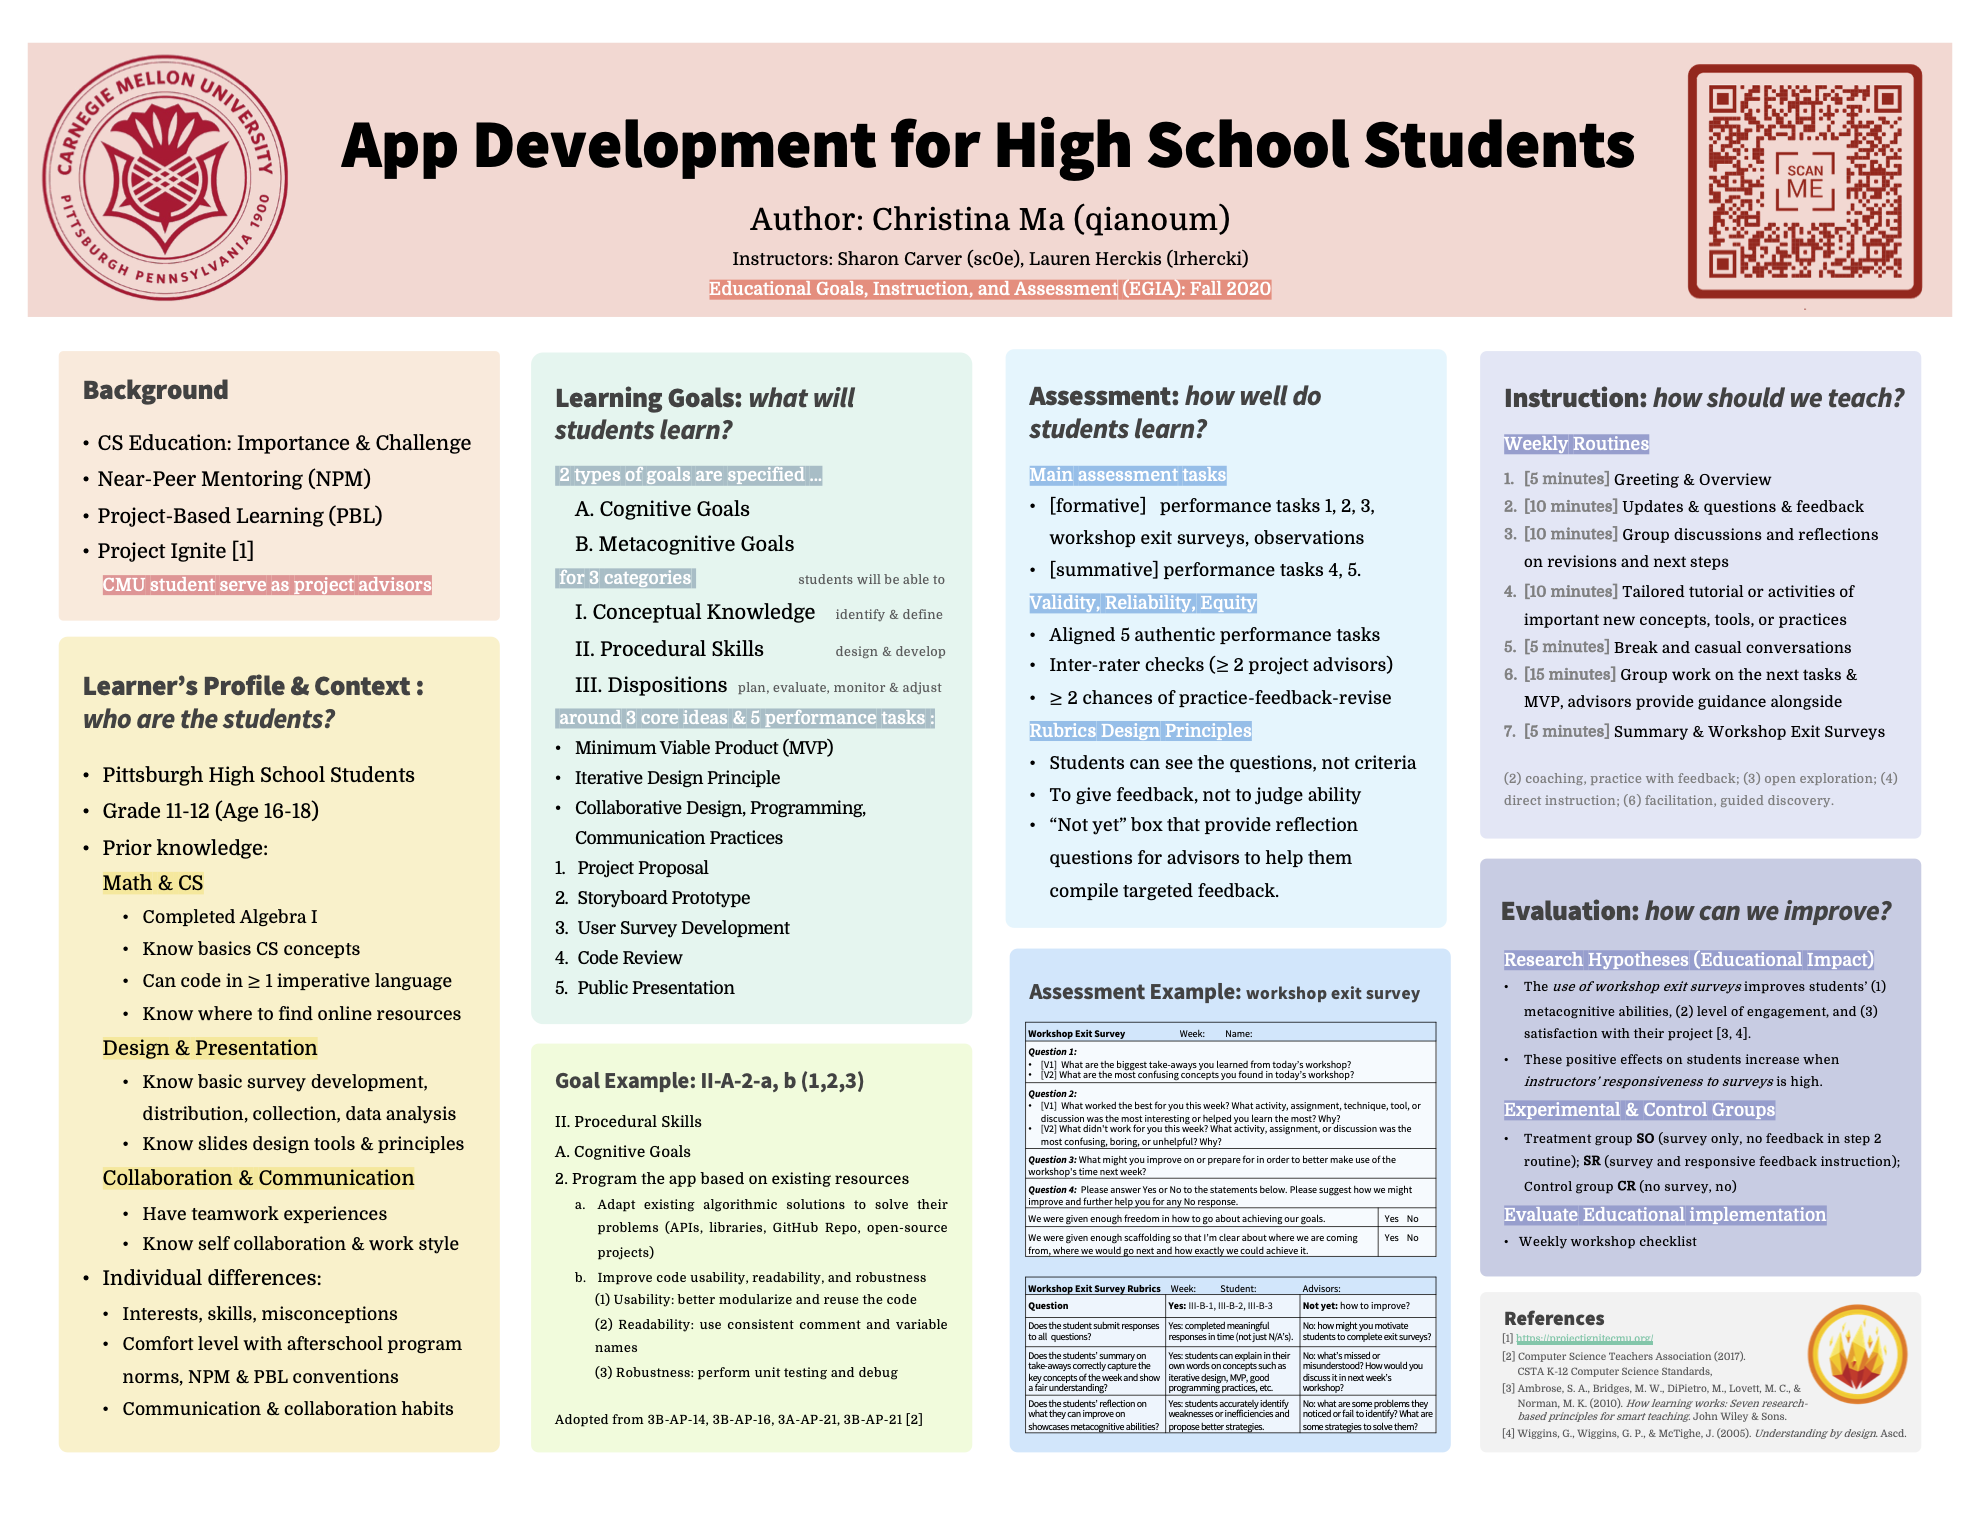 CARNEGIE MELLON UNIVERSITY
PITTSBURGH PENNSYLVANIA 1900
App Development for High School Students
Author: Christina Ma (qianoum)
Instructors: Sharon Carver (sc0e), Lauren Herckis (lrhercki)
Educational Goals, Instruction, and Assessment (EGIA): Fall 2020
SCAN
ME
Background
• CS Education: Importance & Challenge
• Near-Peer Mentoring (NPM)
• Project-Based Learning (PBL)
• Project Ignite [1]
CMU student serve as project advisors
Learner's Profile & Context :
who are the students?
• Pittsburgh High School Students
• Grade 11-12 (Age 16-18)
• Prior knowledge:
Math & CS
• Completed Algebra I
• Know basics CS concepts
• Can code in ≥ 1 imperative language
• Know where to find online resources
Design & Presentation
• Know basic survey development,
distribution, collection, data analysis
• Know slides design tools & principles
Collaboration & Communication
• Have teamwork experiences
• Know self collaboration & work style
• Individual differences:
• Interests, skills, misconceptions
• Comfort level with afterschool program
norms, NPM & PBL conventions
• Communication & collaboration habits
Learning Goals: what will
students learn?
2 types of goals are specified ...
A. Cognitive Goals
B. Metacognitive Goals
for 3 categories students will be able to
I. Conceptual Knowledge identify & define
II. Procedural Skills design & develop
III. Dispositions plan, evaluate, monitor & adjust
around 3 core ideas & 5 performance tasks :
• Minimum Viable Product (MVP)
• Iterative Design Principle
• Collaborative Design, Programming,
Communication Practices
1. Project Proposal
2. Storyboard Prototype
3. User Survey Development
4. Code Review
5. Public Presentation
Goal Example: II-A-2-a, b (1,2,3)
II. Procedural Skills
A. Cognitive Goals
2. Program the app based on existing resources
a. Adapt existing algorithmic solutions to solve their
problems (APIs, libraries, GitHub Repo, open-source
projects)
b. Improve code usability, readability, and robustness
(1) Usability: better modularize and reuse the code
(2) Readability: use consistent comment and variable
names
(3) Robustness: perform unit testing and debug
Adopted from 3B-AP-14, 3B-AP-16, 3A-AP-21, 3B-AP-21 [2]
Assessment: how well do
students learn?
Main assessment tasks
• [formative] performance tasks 1, 2, 3,
workshop exit surveys, observations
• [summative] performance tasks 4, 5.
Validity, Reliability, Equity
• Aligned 5 authentic performance tasks
• Inter-rater checks (≥ 2 project advisors)
• ≥ 2 chances of practice-feedback-revise
Rubrics Design Principles
• Students can see the questions, not criteria
• To give feedback, not to judge ability
• "Not yet" box that provide reflection
questions for advisors to help them
compile targeted feedback.
Assessment Example: workshop exit survey
Workshop Exit Survey Week: Name:
Question 1:
• [V1] What are the biggest take-aways you learned from today's workshop?
• [V2] What are the most confusing concepts you found in today's workshop?
Question 2:
• [V1] What worked the best for you this week? What activity, assignment, technique, tool, or
discussion was the most interesting or helped you learn the most? Why?
• [V2] What didn't work for you this week? What activity, assignment, or discussion was the
most confusing, boring, or unhelpful? Why?
Question 3: What might you improve on or prepare for in order to better make use of the
workshop's time next week?
Question 4: Please answer Yes or No to the statements below. Please suggest how we might
improve and further help you for any No response.
We were given enough freedom in how to go about achieving our goals. Yes No
We were given enough scaffolding so that I'm clear about where we are coming
from, where we would go next and how exactly we could achieve it. Yes No
Workshop Exit Survey Rubrics Week: Student: Advisors:
Question Yes: III-B-1, III-B-2, III-B-3 Not yet: how to improve?
Does the student submit responses
to all questions?
Yes: completed meaningful
responses in time (not just N/A's).
No: how might you motivate
students to complete exit surveys?
Does the students' summary on
take-aways correctly capture the
key concepts of the week and show
a fair understanding?
Yes: students can explain in their
own words on concepts such as
iterative design, MVP, good
programming practices, etc.
No: what's missed or
misunderstood? How would you
discuss it in next week's
workshop?
Does the students' reflection on
what they can improve on
showcases metacognitive abilities?
Yes: students accurately identify
weaknesses or inefficiencies and
propose better strategies.
No: what are some problems they
noticed or fail to identify? What are
some strategies to solve them?
Instruction: how should we teach?
Weekly Routines
1. [5 minutes] Greeting & Overview
2. [10 minutes] Updates & questions & feedback
3. [10 minutes] Group discussions and reflections
on revisions and next steps
4. [10 minutes] Tailored tutorial or activities of
important new concepts, tools, or practices
5. [5 minutes] Break and casual conversations
6. [15 minutes] Group work on the next tasks &
MVP, advisors provide guidance alongside
7. [5 minutes] Summary & Workshop Exit Surveys
(2) coaching, practice with feedback; (3) open exploration; (4)
direct instruction; (6) facilitation, guided discovery.
Evaluation: how can we improve?
Research Hypotheses (Educational Impact)
• The use of workshop exit surveys improves students' (1)
metacognitive abilities, (2) level of engagement, and (3)
satisfaction with their project [3, 4].
• These positive effects on students increase when
instructors' responsiveness to surveys is high.
Experimental & Control Groups
• Treatment group SO (survey only, no feedback in step 2
routine); SR (survey and responsive feedback instruction);
Control group CR (no survey, no)
Evaluate Educational implementation
• Weekly workshop checklist
References
[1] https://projectignitecmu.org/
[2] Computer Science Teachers Association (2017).
CSTA K-12 Computer Science Standards,
[3] Ambrose, S. A., Bridges, M. W., DiPietro, M., Lovett, M. C., &
Norman, M. K. (2010). How learning works: Seven research-
based principles for smart teaching. John Wiley & Sons.
[4] Wiggins, G., Wiggins, G. P., & McTighe, J. (2005). Understanding by design. Ascd.